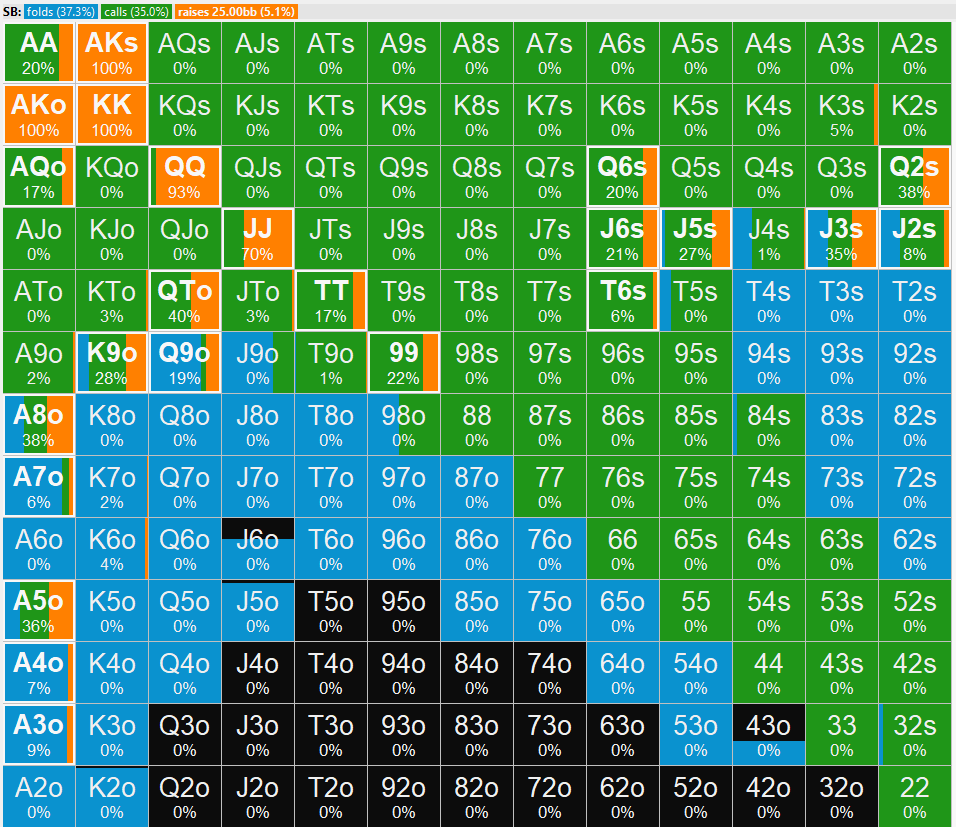 SB: folds (37.3%) calls (35.0%) raises 25.00bb (5.1%)
AA AKs AQs AJs ATs A9s A8s A7s A6s A5s A4s A3s A2s
20% 100% 0% 0% 0% 0% 0% 0% 0% 0% 0% 0% 0%
AKo KK KQs KJs KTs K9s K8s K7s K6s K5s K4s K3s K2s
100% 100% 0% 0% 0% 0% 0% 0% 0% 0% 0% 5% 0%
AQo KQo QQ QJs QTs Q9s Q8s Q7s Q6s Q5s Q4s Q3s Q2s
17% 0% 93% 0% 0% 0% 0% 0% 20% 0% 0% 0% 38%
AJo KJo QJo JJ JTs J9s J8s J7s J6s J5s J4s J3s J2s
0% 0% 0% 70% 0% 0% 0% 0% 21% 27% 1% 35% 8%
ATo KTo QTo JTo TT T9s T8s T7s T6s T5s T4s T3s T2s
0% 3% 40% 3% 17% 0% 0% 0% 6% 0% 0% 0% 0%
A9o K9o Q9o J9o T9o 99 98s 97s 96s 95s 94s 93s 92s
2% 28% 19% 0% 1% 22% 0% 0% 0% 0% 0% 0% 0%
A8o K8o Q8o J8o T8o 98o 88 87s 86s 85s 84s 83s 82s
38% 0% 0% 0% 0% 0% 0% 0% 0% 0% 0% 0% 0%
A7o K7o Q7o J7o T7o 97o 87o 77 76s 75s 74s 73s 72s
6% 2% 0% 0% 0% 0% 0% 0% 0% 0% 0% 0% 0%
A6o K6o Q6o J6o T6o 96o 86o 76o 66 65s 64s 63s 62s
0% 4% 0% 0% 0% 0% 0% 0% 0% 0% 0% 0% 0%
A5o K5o Q5o J5o T5o 95o 85o 75o 65o 55 54s 53s 52s
36% 0% 0% 0% 0% 0% 0% 0% 0% 0% 0% 0% 0%
A4o K4o Q4o J4o T4o 94o 84o 74o 64o 54o 44 43s 42s
7% 0% 0% 0% 0% 0% 0% 0% 0% 0% 0% 0% 0%
A3o K3o Q3o J3o T3o 93o 83o 73o 63o 53o 43o 33 32s
9% 0% 0% 0% 0% 0% 0% 0% 0% 0% 0% 0% 0%
A2o K2o Q2o J2o T2o 92o 82o 72o 62o 52o 42o 32o 22
0% 0% 0% 0% 0% 0% 0% 0% 0% 0% 0% 0% 0%